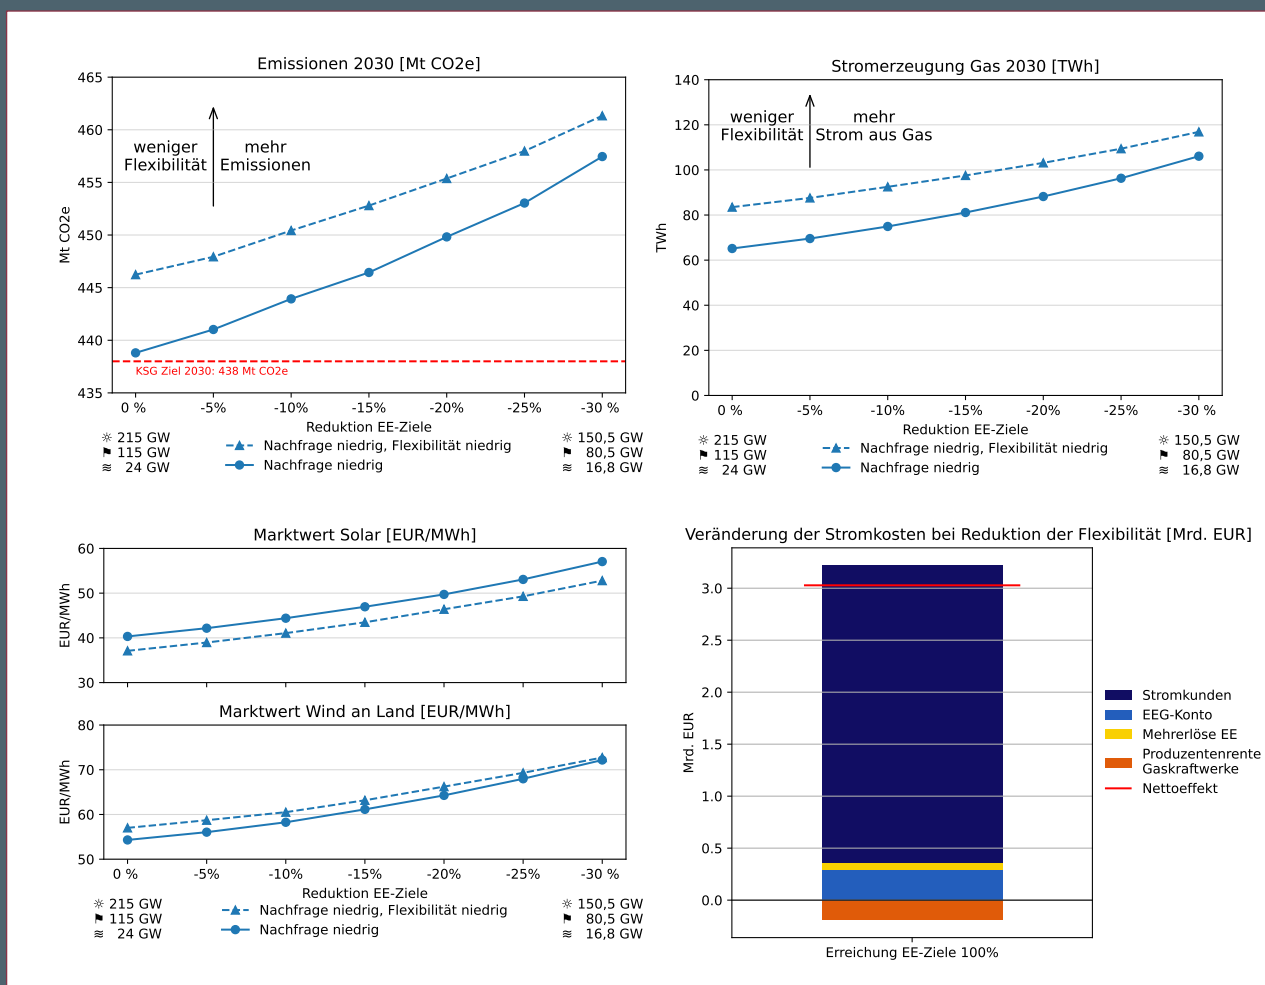 Emissionen 2030 [Mt CO2e]
465
460
455
450
445
440
435
Mt CO2e
weniger
Flexibilität
mehr
Emissionen
KSG Ziel 2030: 438 Mt CO2e
0 % -5% -10% -15% -20% -25% -30 %
Reduktion EE-Ziele
☼ 215 GW
⚑ 115 GW
≋ 24 GW
Nachfrage niedrig, Flexibilität niedrig
Nachfrage niedrig
☼ 150,5 GW
⚑ 80,5 GW
≋ 16,8 GW
Stromerzeugung Gas 2030 [TWh]
140
120
100
80
60
40
20
0
TWh
weniger
Flexibilität
mehr
Strom aus Gas
0 % -5% -10% -15% -20% -25% -30 %
Reduktion EE-Ziele
☼ 215 GW
⚑ 115 GW
≋ 24 GW
Nachfrage niedrig, Flexibilität niedrig
Nachfrage niedrig
☼ 150,5 GW
⚑ 80,5 GW
≋ 16,8 GW
Marktwert Solar [EUR/MWh]
60
50
40
30
EUR/MWh
Marktwert Wind an Land [EUR/MWh]
80
70
60
50
EUR/MWh
0 % -5% -10% -15% -20% -25% -30 %
Reduktion EE-Ziele
☼ 215 GW
⚑ 115 GW
≋ 24 GW
Nachfrage niedrig, Flexibilität niedrig
Nachfrage niedrig
☼ 150,5 GW
⚑ 80,5 GW
≋ 16,8 GW
Veränderung der Stromkosten bei Reduktion der Flexibilität [Mrd. EUR]
3.0
2.5
2.0
1.5
1.0
0.5
0.0
Mrd. EUR
Erreichung EE-Ziele 100%
Stromkunden
EEG-Konto
Mehrerlöse EE
Produzentenrente
Gaskraftwerke
Nettoeffekt